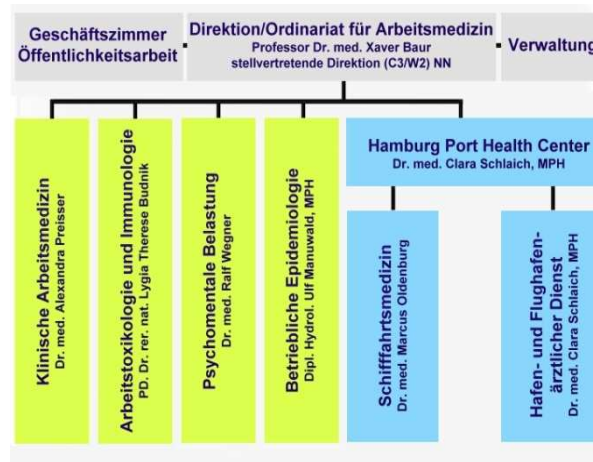 Geschäftszimmer
Öffentlichkeitsarbeit
Direktion/Ordinariat für Arbeitsmedizin
Professor Dr. med. Xaver Baur
stellvertretende Direktion (C3/W2) NN
Verwaltung
Klinische Arbeitsmedizin
Dr. med. Alexandra Preisser
Arbeitstoxikologie und Immunologie
PD. Dr. rer. nat. Lygia Therese Budnik
Psychomentale Belastung
Dr. med. Ralf Wegner
Betriebliche Epidemiologie
Dipl. Hydrol. Ulf Manuwald, MPH
Hamburg Port Health Center
Dr. med. Clara Schlaich, MPH
Schifffahrtsmedizin
Dr. med. Marcus Oldenburg
Hafen- und Flughafen-
ärztlicher Dienst
Dr. med. Clara Schlaich, MPH